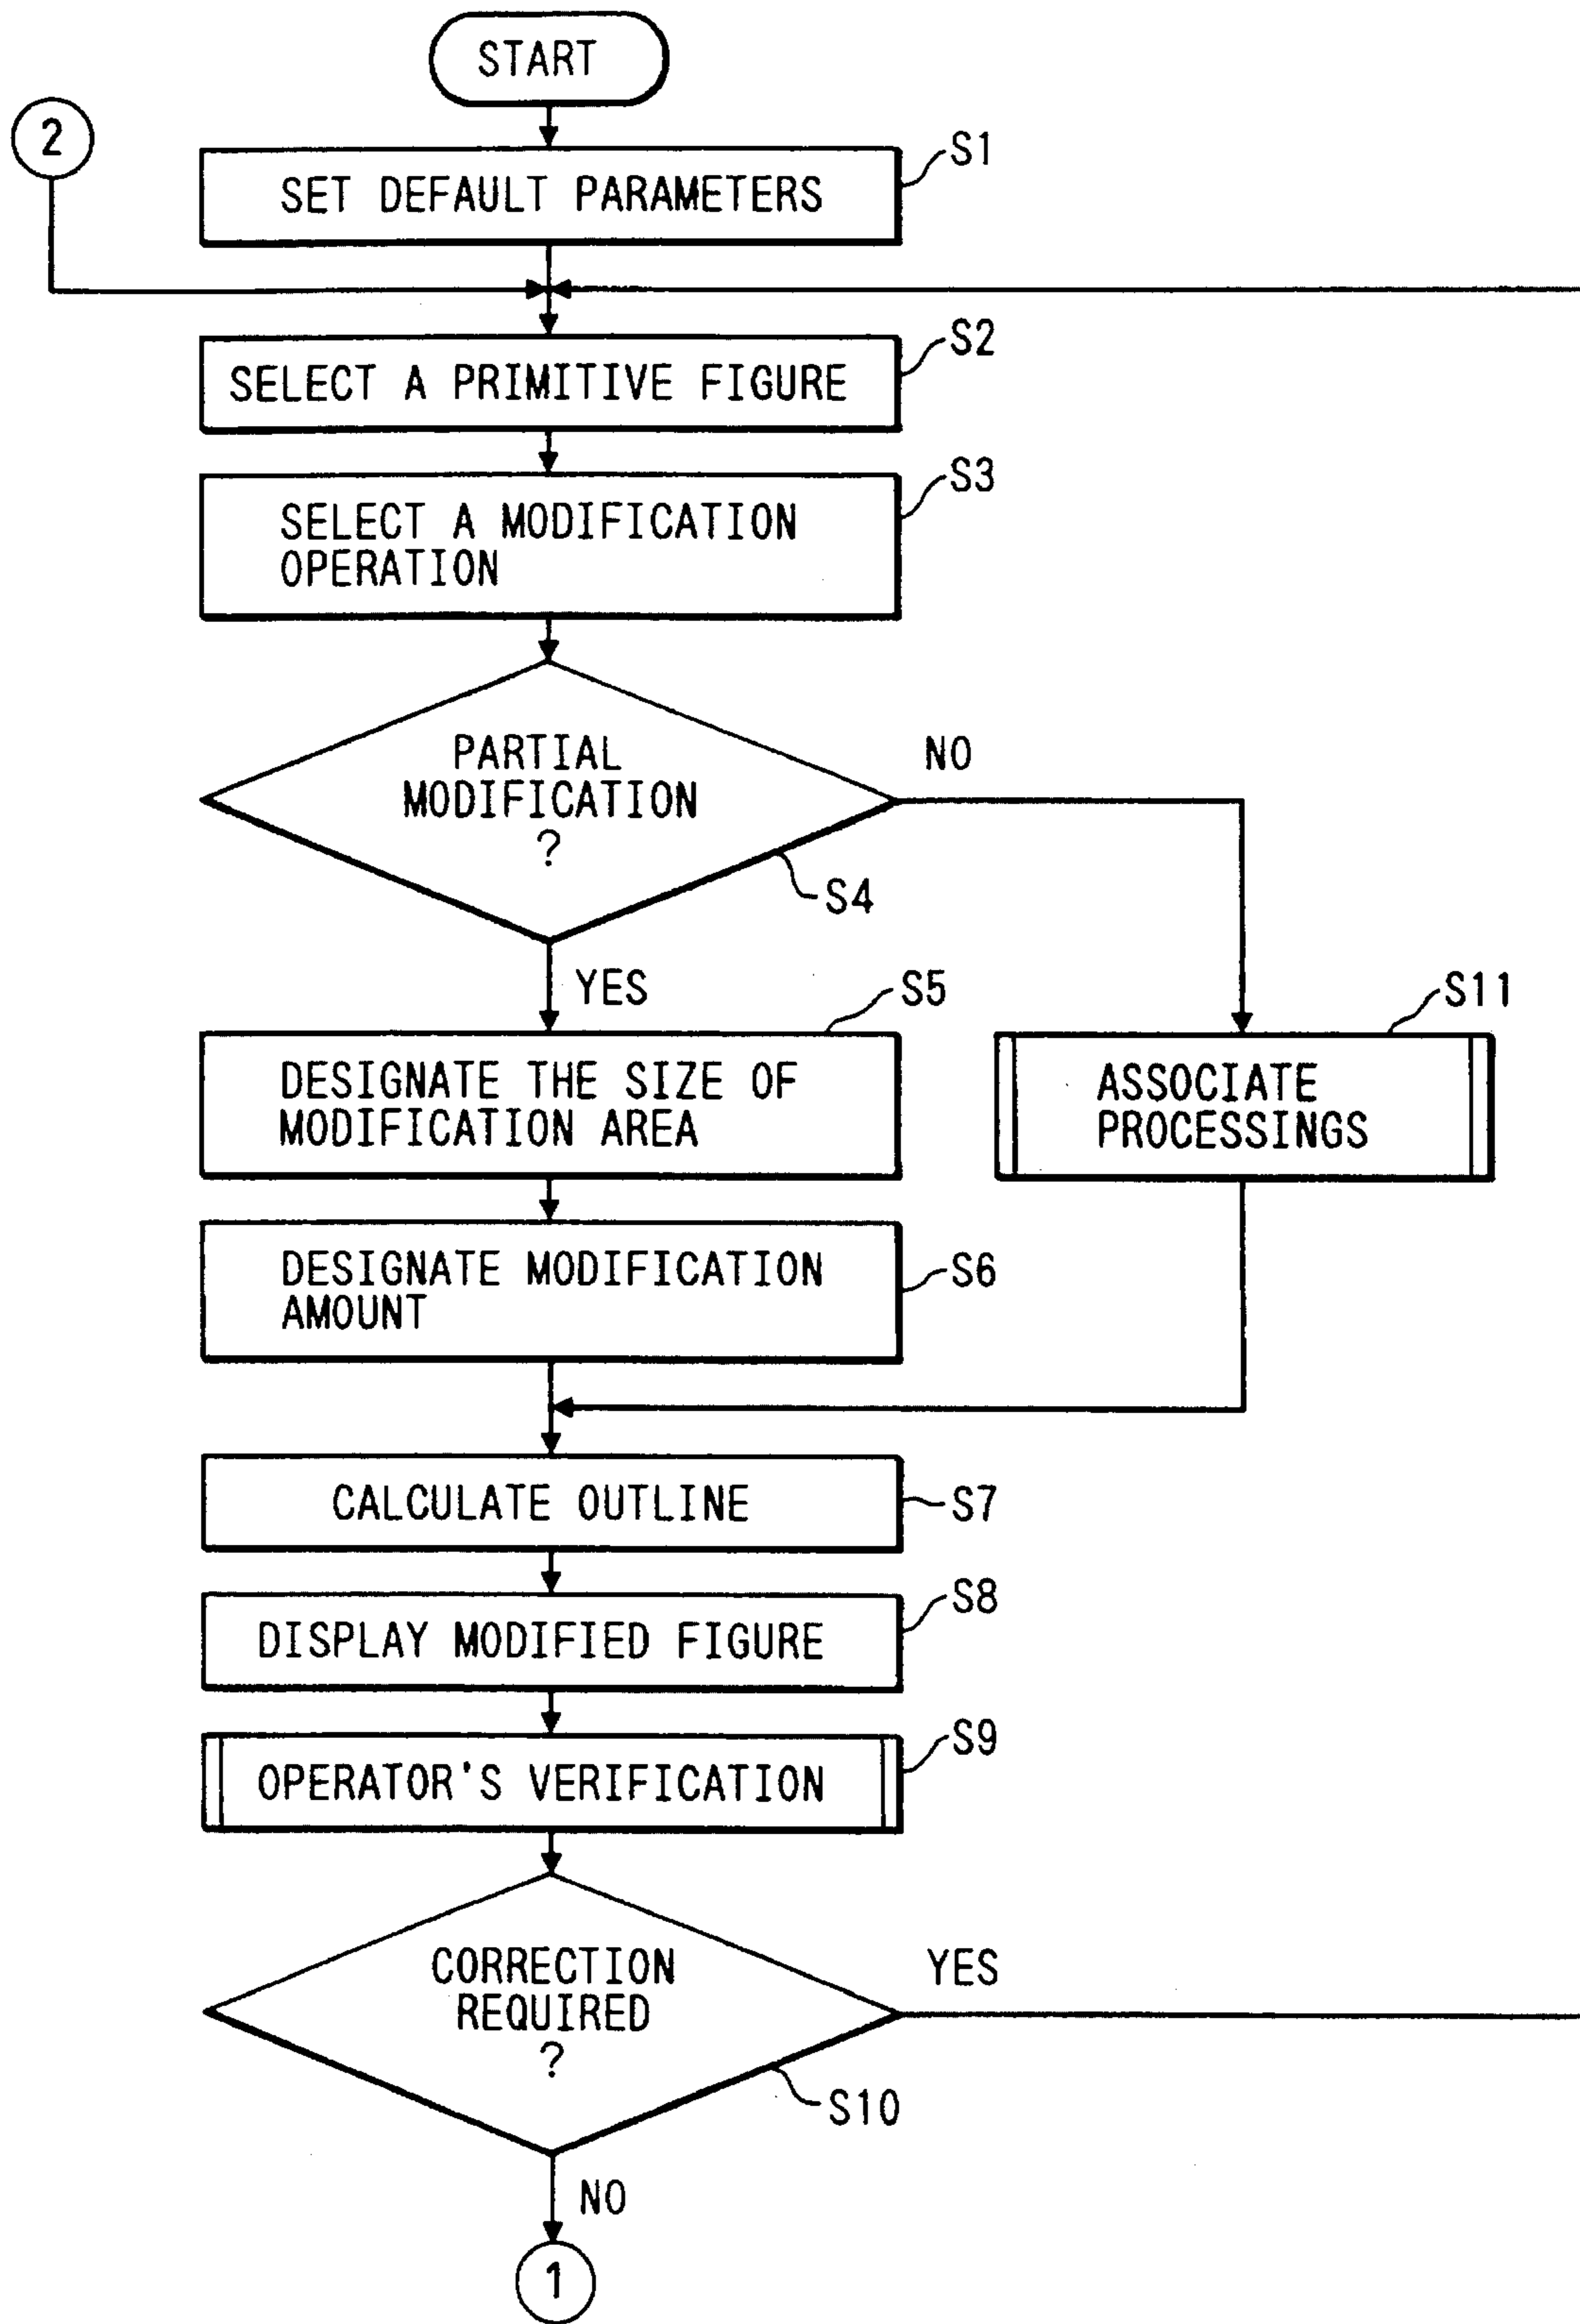 START
2
S1
SET DEFAULT PARAMETERS
S2
SELECT A PRIMITIVE FIGURE
S3
SELECT A MODIFICATION
OPERATION
PARTIAL
MODIFICATION
?
NO
S4
YES
S5
S11
DESIGNATE THE SIZE OF
MODIFICATION AREA
ASSOCIATE
PROCESSINGS
DESIGNATE MODIFICATION
AMOUNT
S6
CALCULATE OUTLINE
S7
S8
DISPLAY MODIFIED FIGURE
S9
OPERATOR'S VERIFICATION
CORRECTION
REQUIRED
?
YES
S10
NO
1